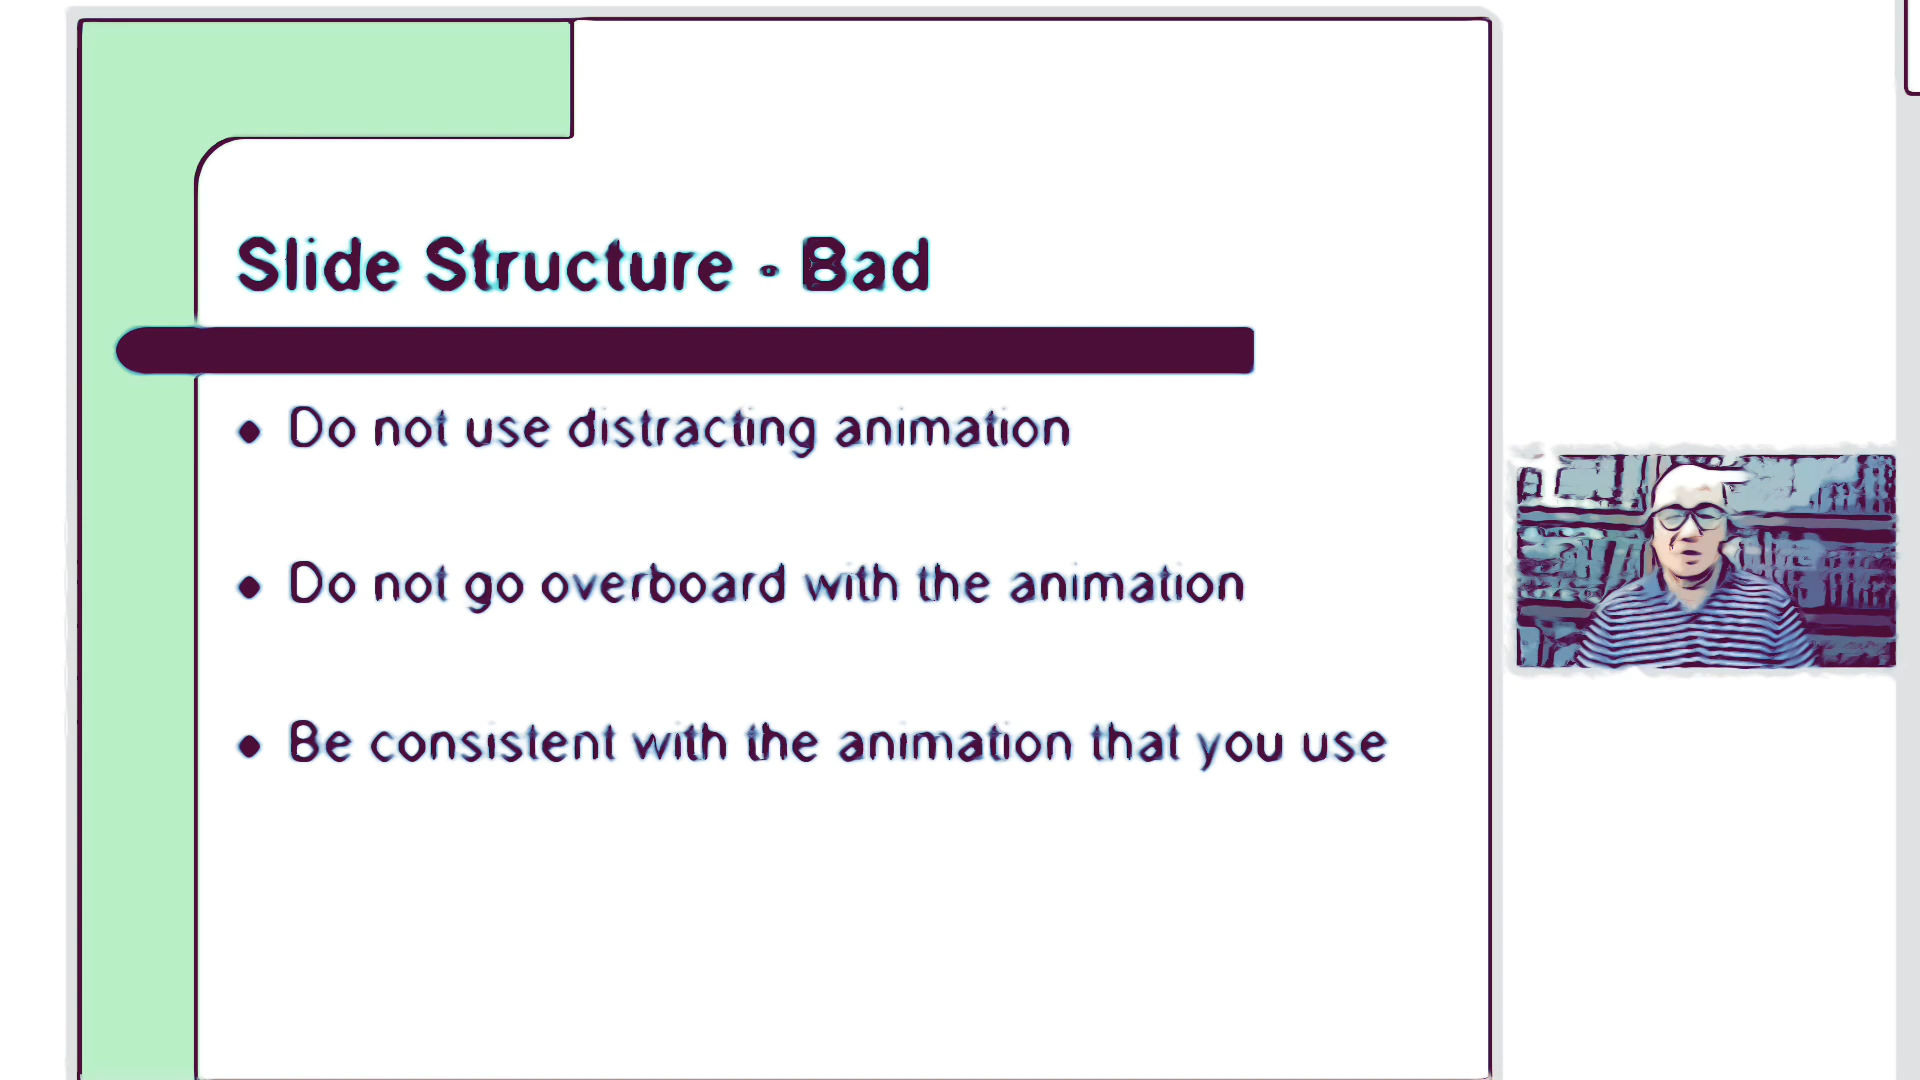 Slide Structure - Bad
• Do not use distracting animation
• Do not go overboard with the animation
• Be consistent with the animation that you use